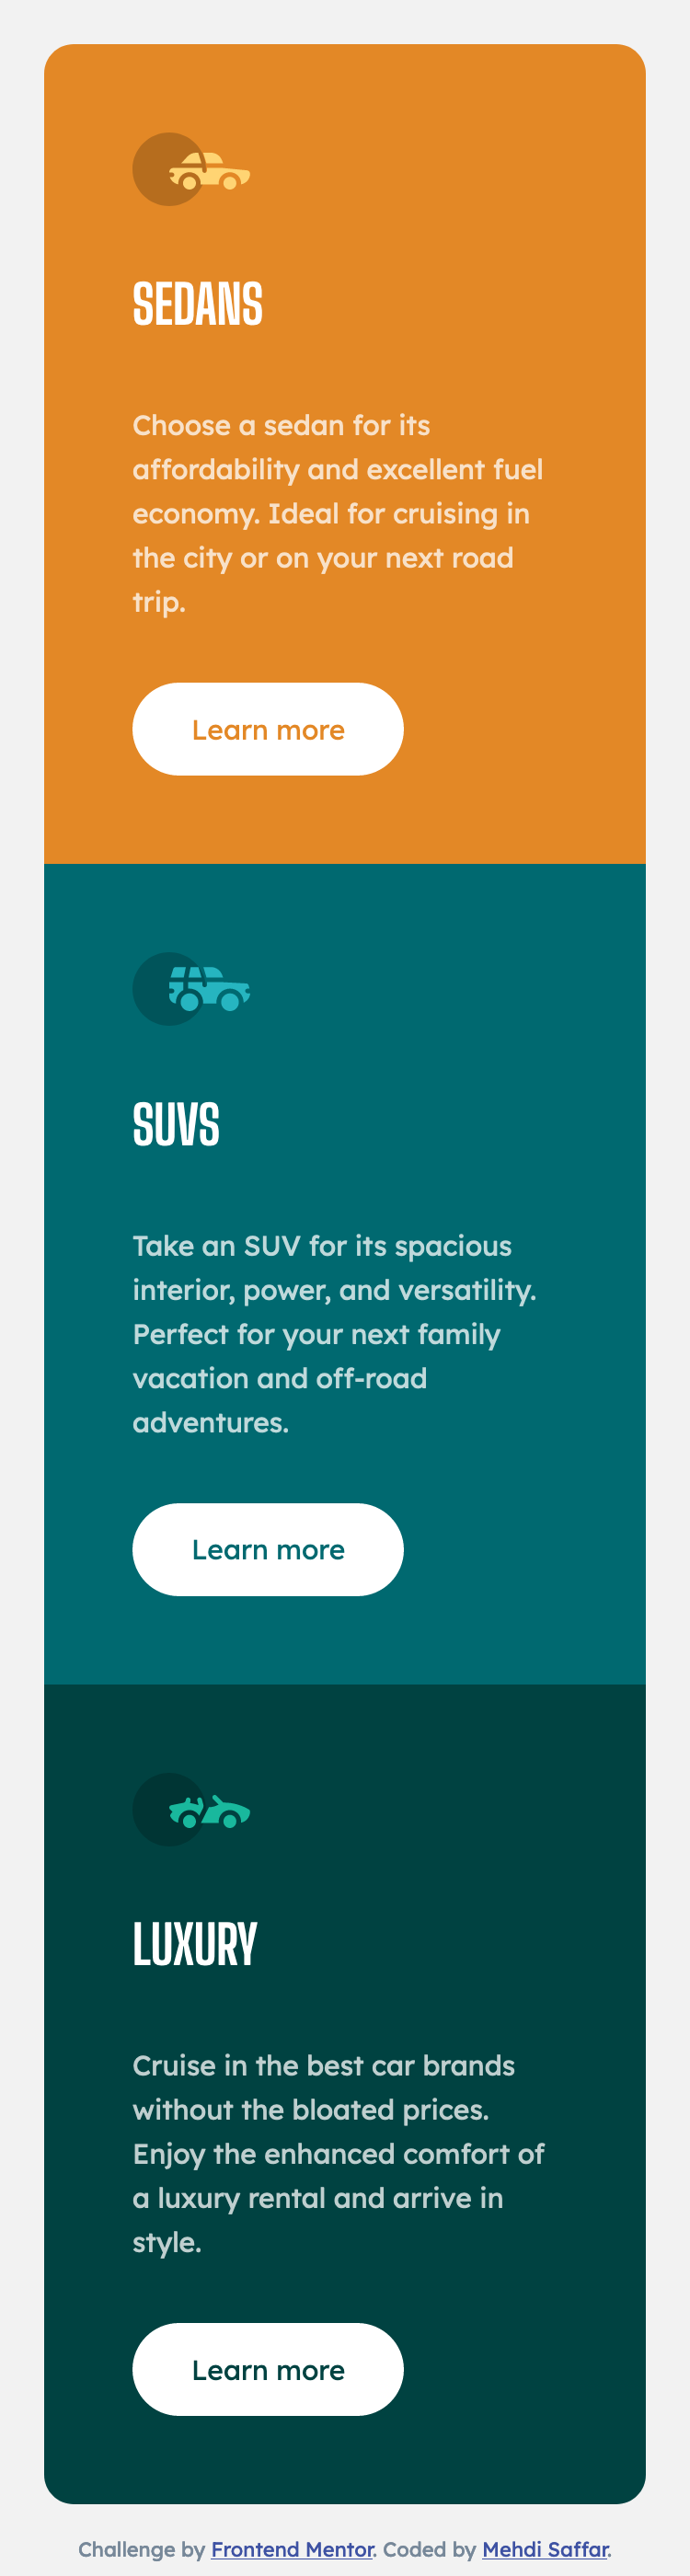 SEDANS
Choose a sedan for its
affordability and excellent fuel
economy. Ideal for cruising in
the city or on your next road
trip.
Learn more
SUVS
Take an SUV for its spacious
interior, power, and versatility.
Perfect for your next family
vacation and off-road
adventures.
Learn more
LUXURY
Cruise in the best car brands
without the bloated prices.
Enjoy the enhanced comfort of
a luxury rental and arrive in
style.
Learn more
Challenge by Frontend Mentor. Coded by Mehdi Saffar.